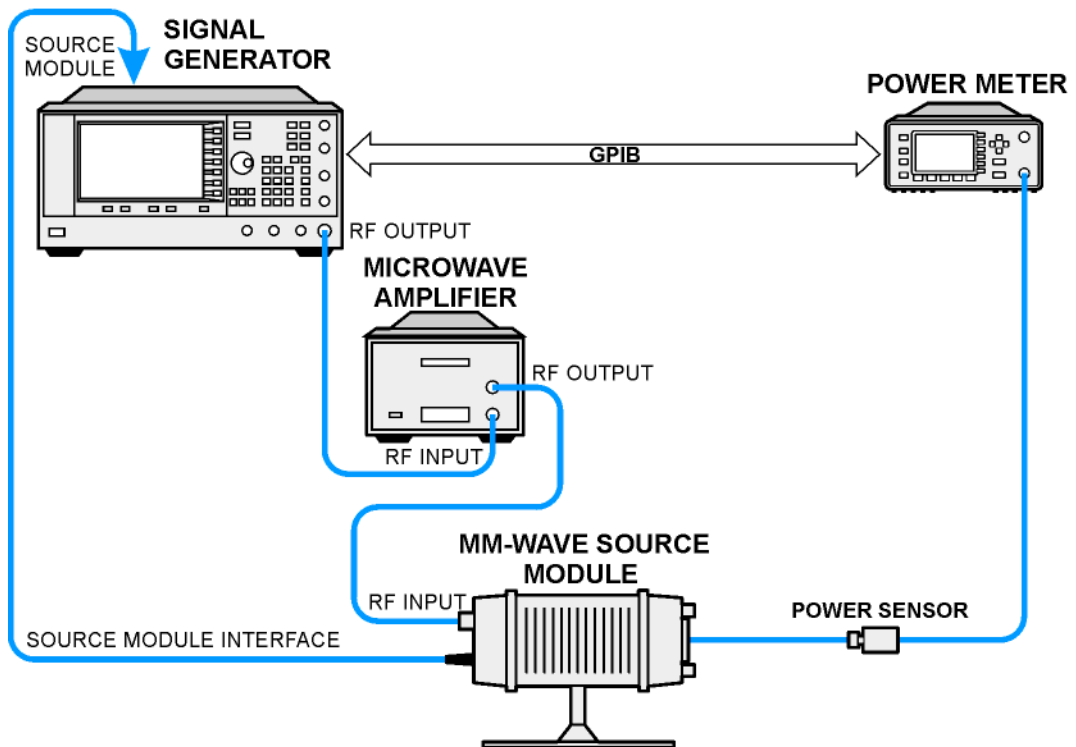 SOURCE
MODULE
SIGNAL
GENERATOR
POWER METER
GPIB
RF OUTPUT
MICROWAVE
AMPLIFIER
RF OUTPUT
RF INPUT
MM-WAVE SOURCE
MODULE
RF INPUT
POWER SENSOR
SOURCE MODULE INTERFACE